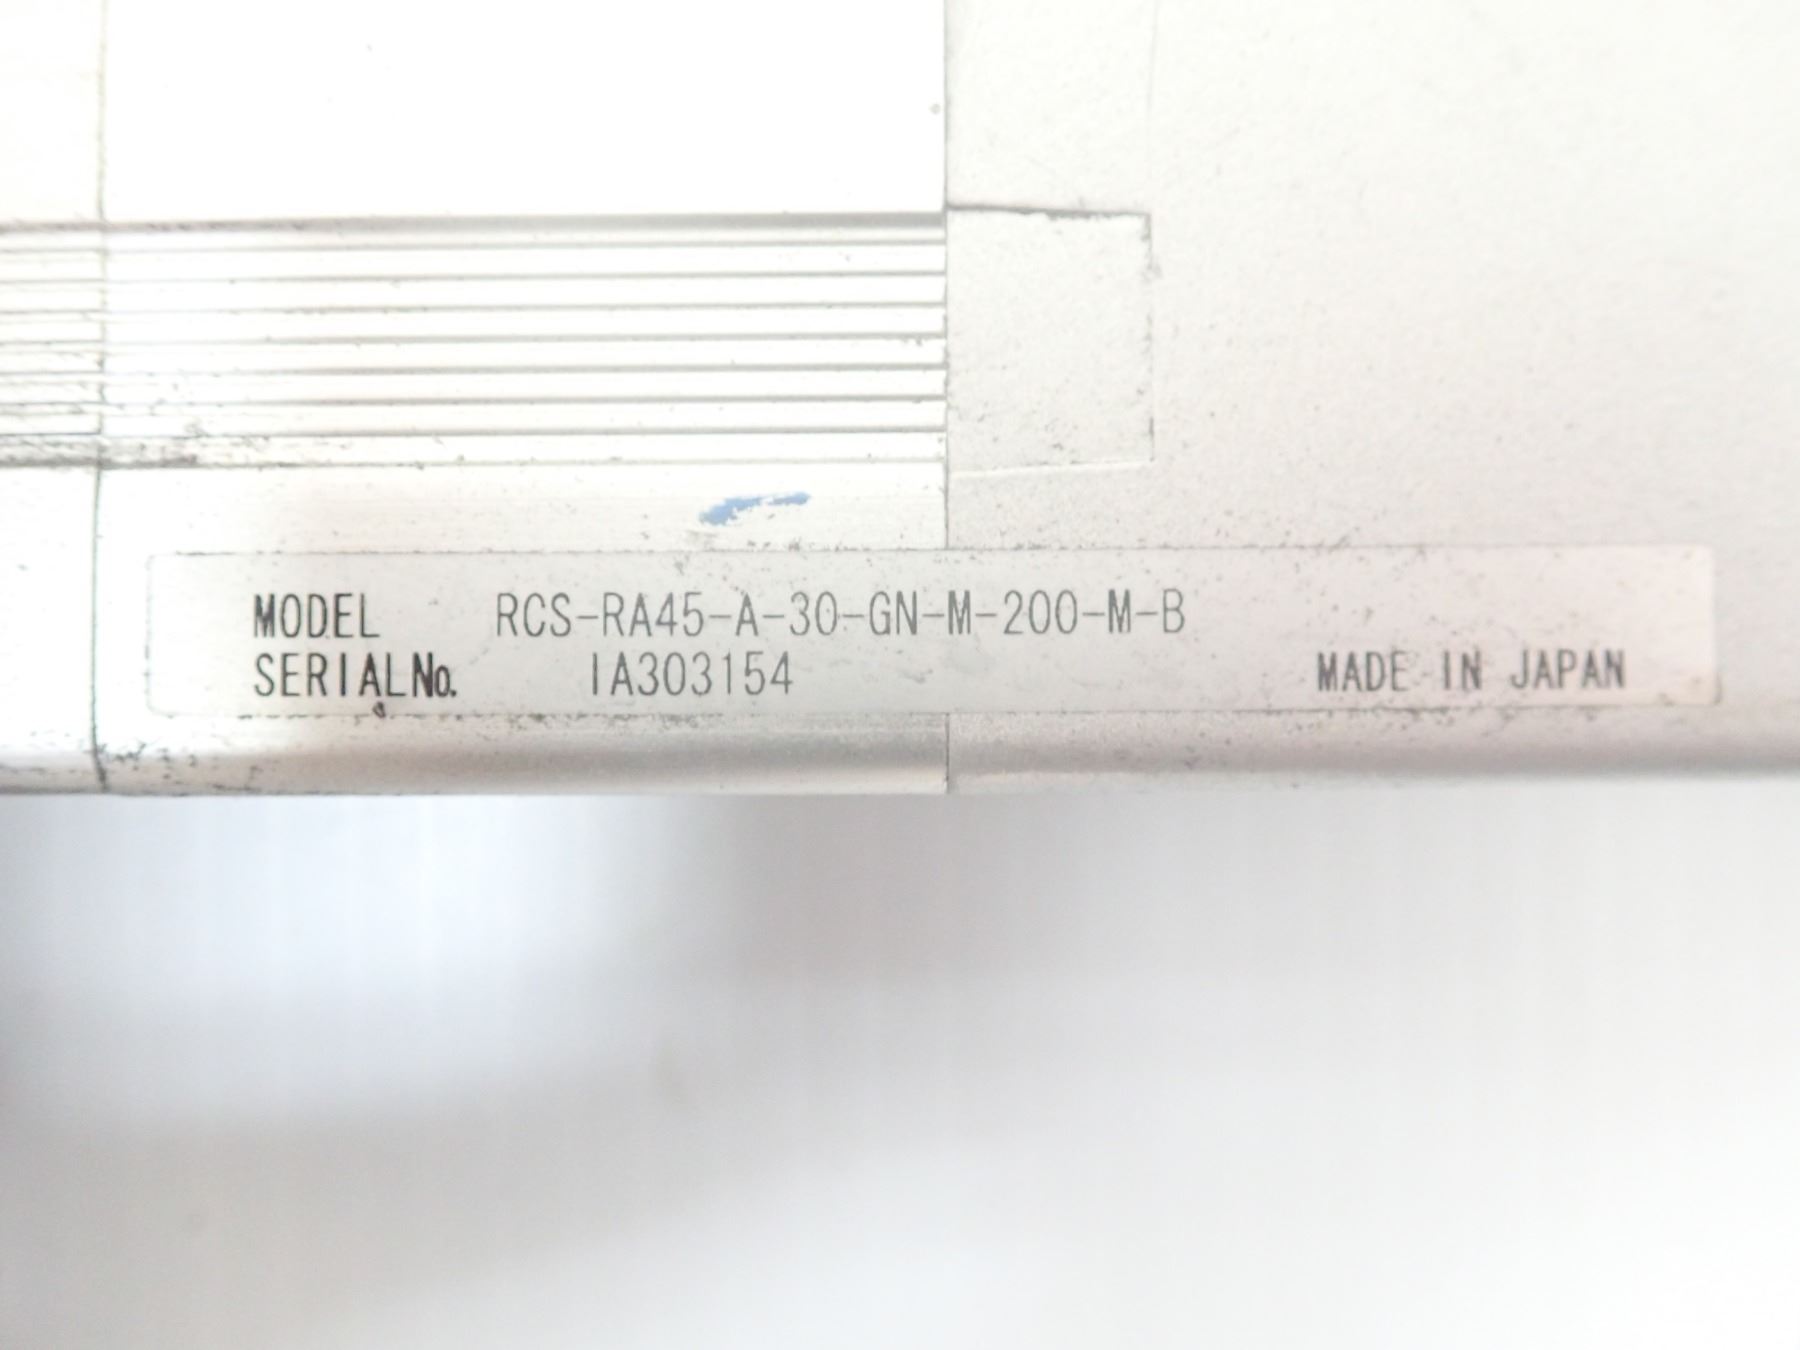 MODEL RCS-RA45-A-30-GN-M-200-M-B
SERIALNo. IA303154
MADE IN JAPAN